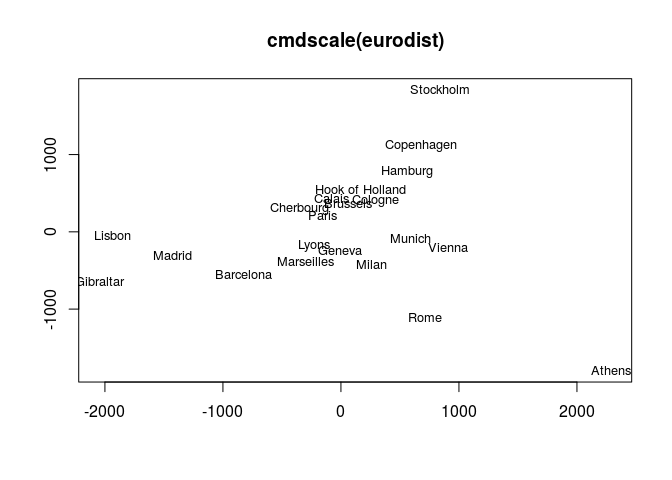 cmdscale(eurodist)
Stockholm
Copenhagen
Hamburg
Hook of Holland
Calais Cologne
Brussels
Cherbourg
Paris
Lisbon
Munich
Lyons
Vienna
Geneva
Madrid
Marseilles
Milan
Barcelona
Gibraltar
Rome
Athens
1000
0
-1000
-2000 -1000 0 1000 2000